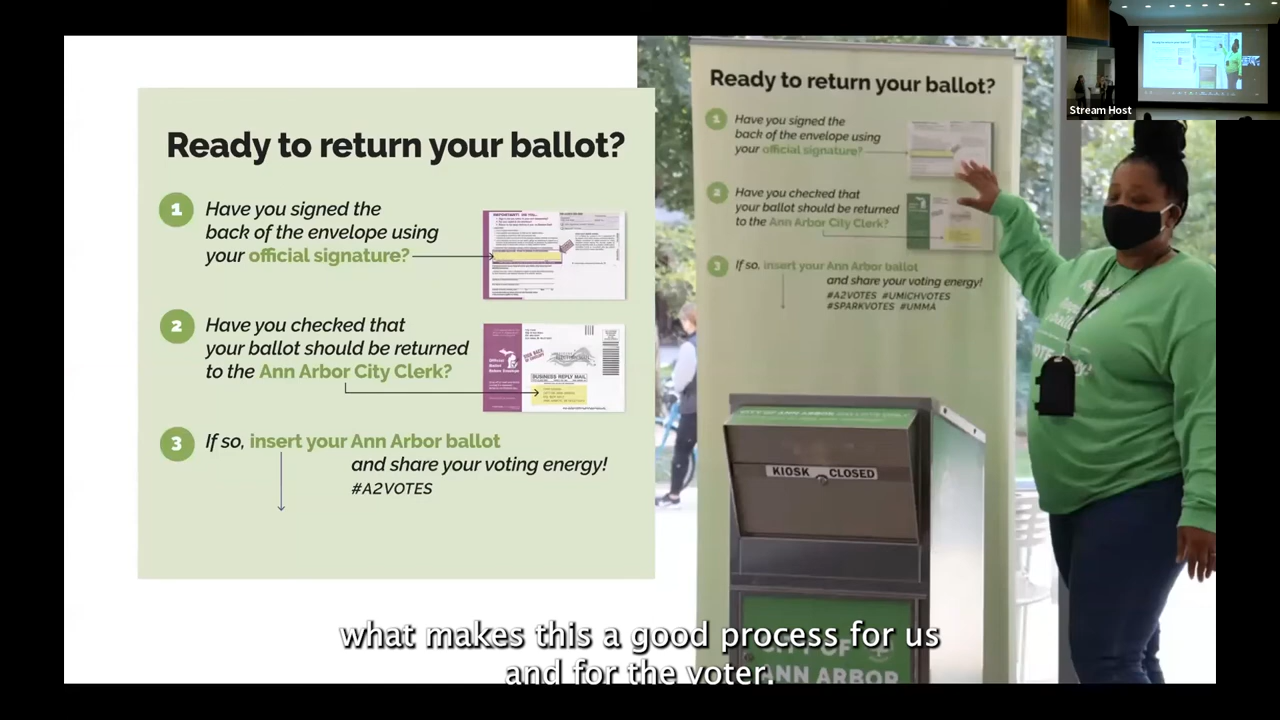 Ready to return your ballot?
1
Have you signed the
back of the envelope using
your official signature?
2
Have you checked that
your ballot should be returned
to the Ann Arbor City Clerk?
BUSINESS REPLY MAIL
3
If so, insert your Ann Arbor ballot
and share your voting energy!
#A2VOTES
Ready to return your ballot?
1
Have you signed the
back of the envelope using
your official signature?
2
Have you checked that
your ballot should be returned
to the Ann Arbor City Clerk?
3
If so, insert your Ann Arbor ballot
and share your voting energy!
#A2VOTES #UMICHVOTES
#SPARKVOTES #UMMA
KIOSK CLOSED
CITY OF
ANN ARBOR
Stream Host
what makes this a good process for us
and for the voter.